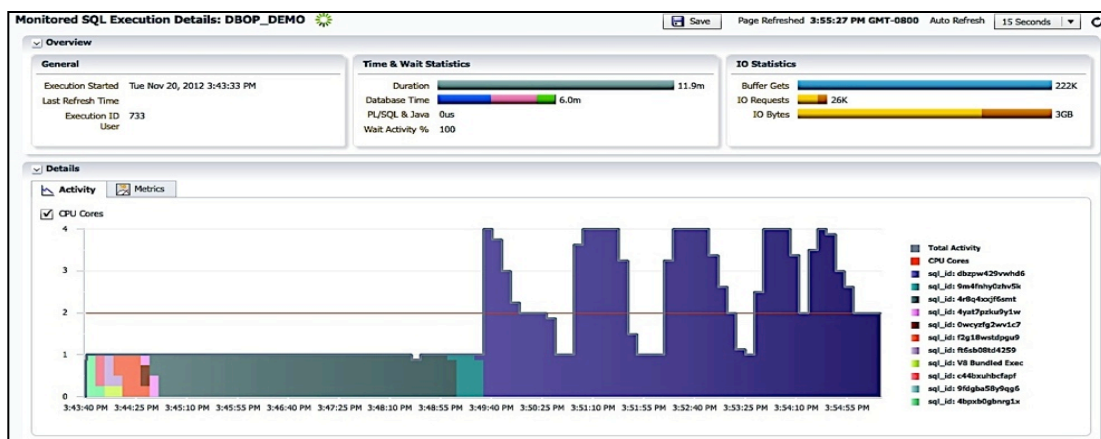 Monitored SQL Execution Details: DBOP_DEMO
Save
Page Refreshed 3:55:27 PM GMT-0800
Auto Refresh
15 Seconds
Overview
General
Execution Started Tue Nov 20, 2012 3:43:33 PM
Last Refresh Time
Execution ID 733
User
Time & Wait Statistics
Duration 11.9m
Database Time 6.0m
PL/SQL & Java 0us
Wait Activity % 100
IO Statistics
Buffer Gets 222K
IO Requests 26K
IO Bytes 3GB
Details
Activity
Metrics
CPU Cores
4
3
2
1
0
3:43:40 PM 3:44:25 PM 3:45:10 PM 3:45:55 PM 3:46:40 PM 3:47:25 PM 3:48:10 PM 3:48:55 PM 3:49:40 PM 3:50:25 PM 3:51:10 PM 3:51:55 PM 3:52:40 PM 3:53:25 PM 3:54:10 PM 3:54:55 PM
Total Activity
CPU Cores
sql_id: dbzpw429vwhd6
sql_id: 9m4fnhy0zhv5k
sql_id: 4r8q4xxjf6smt
sql_id: 4yat7pzku9y1w
sql_id: 0wcyzfg2wv1c7
sql_id: f2g18wstdpgu9
sql_id: ft6sb08td4259
sql_id: V8 Bundled Exec
sql_id: c44bxuhbcfapf
sql_id: 9fdgba58y9qg6
sql_id: 4bpxb0gbnrg1x